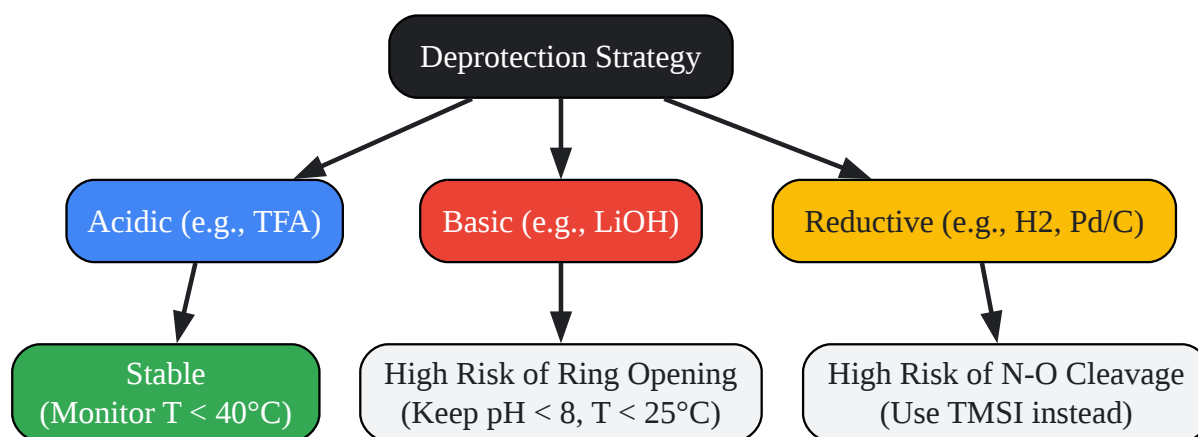 Deprotection Strategy
Acidic (e.g., TFA)
Basic (e.g., LiOH)
Reductive (e.g., H2, Pd/C)
Stable
(Monitor T < 40°C)
High Risk of Ring Opening
(Keep pH < 8, T < 25°C)
High Risk of N-O Cleavage
(Use TMSI instead)